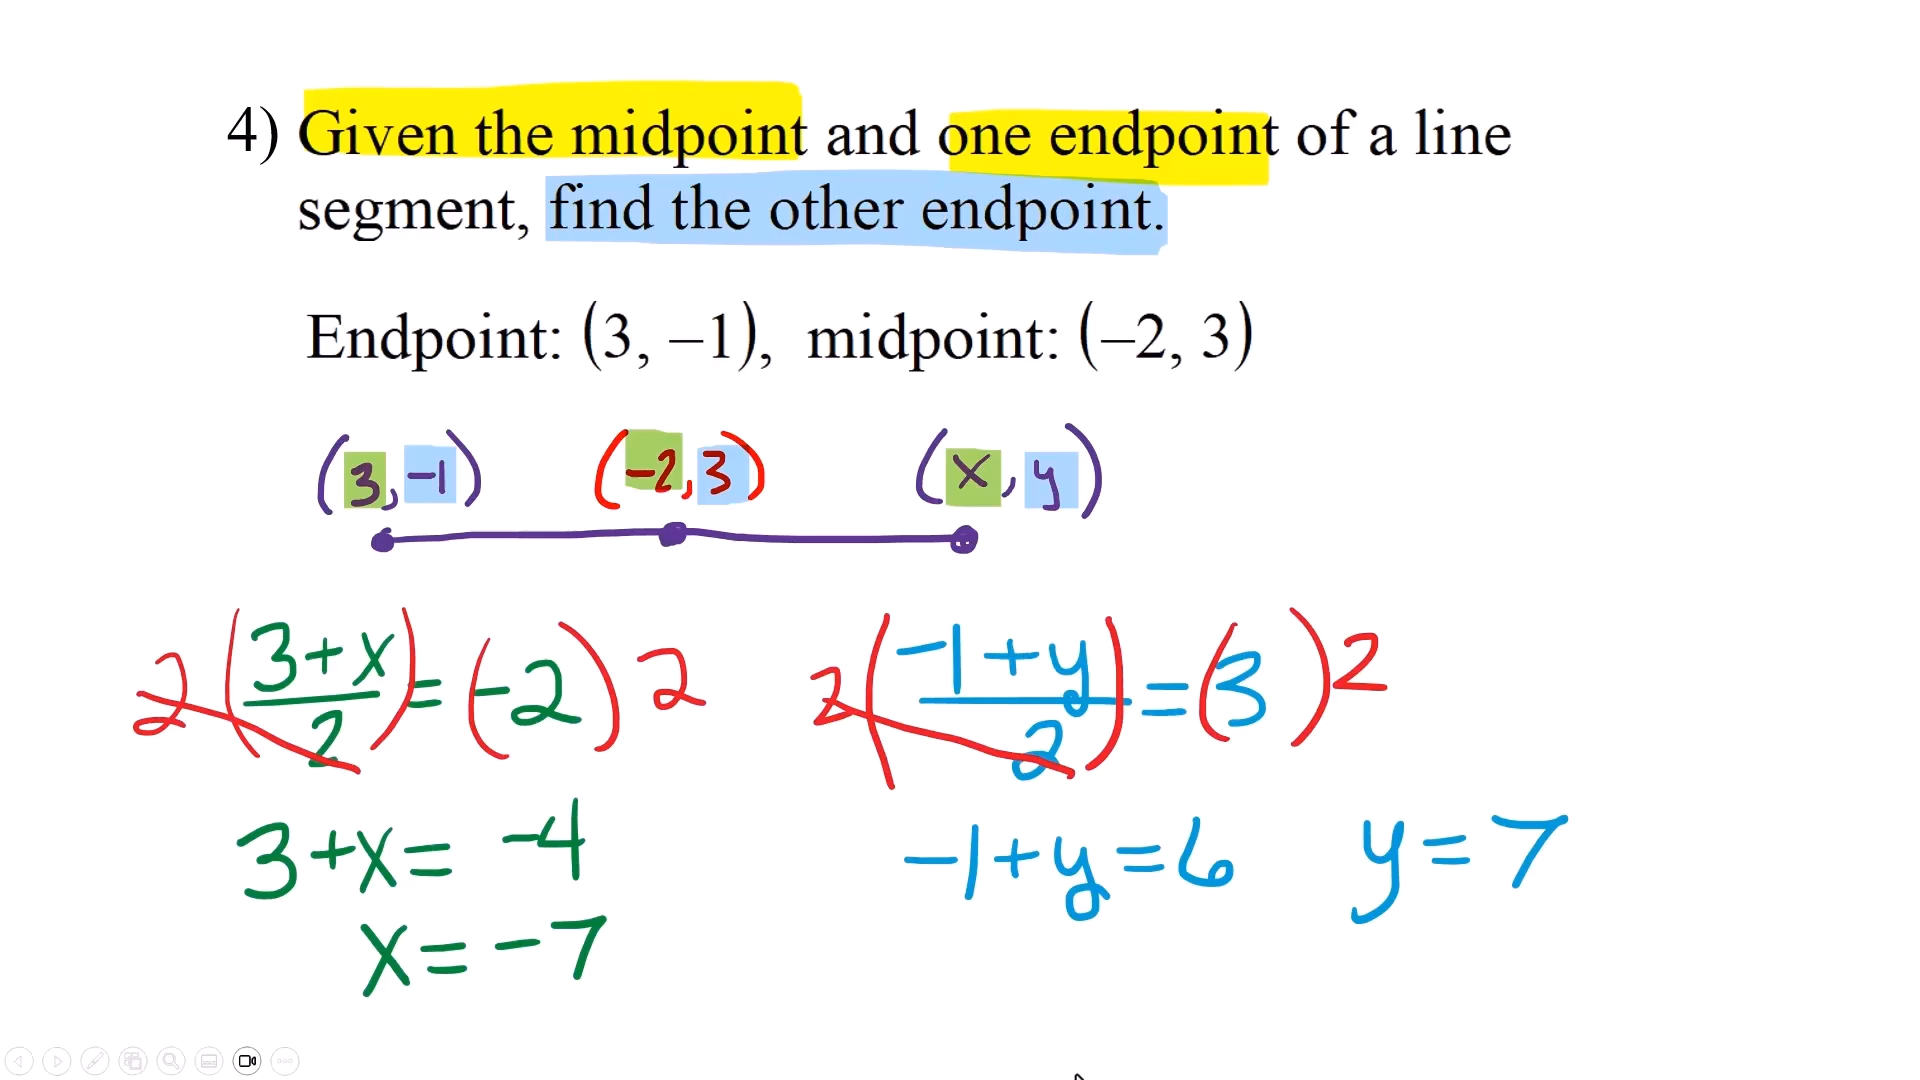 4) Given the midpoint and one endpoint of a line
segment, find the other endpoint.
Endpoint: (3, –1), midpoint: (–2, 3)
(3, -1) (-2, 3) (x, y)
2((3+x)/2) = (-2)2 2((-1+y)/2) = (3)2
3+x = -4 -1+y = 6 y = 7
x = -7